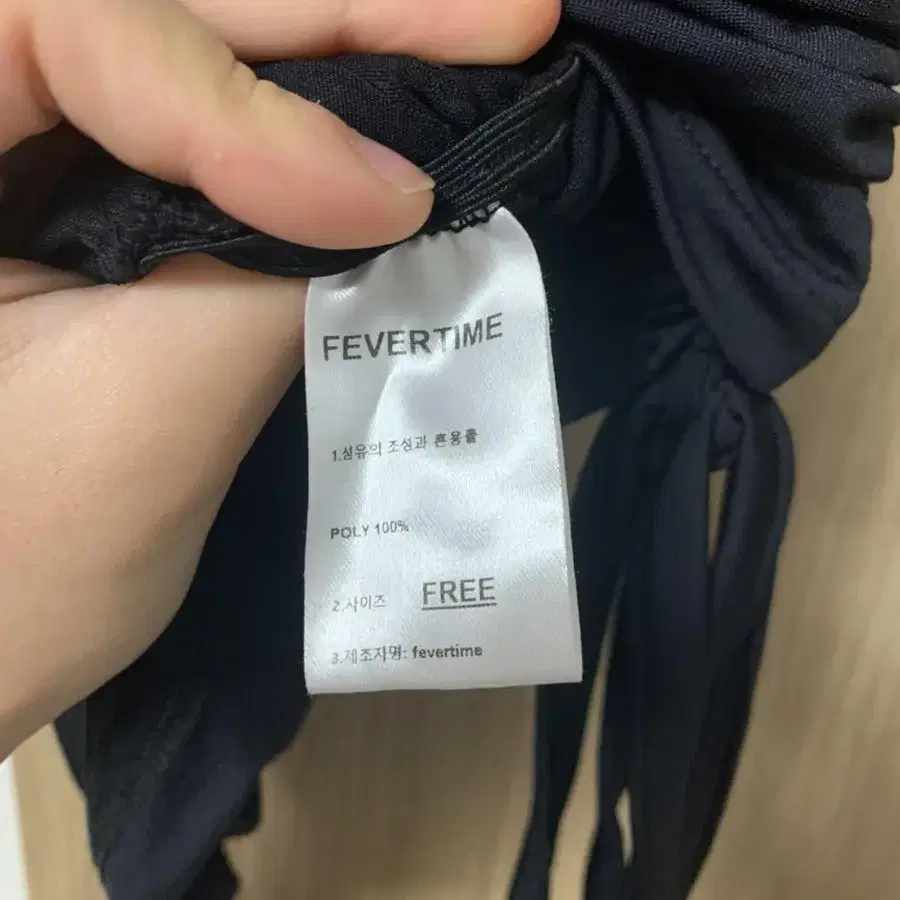 FEVERTIME
1.섬유의 조성과 혼용률
POLY 100%
2.사이즈 FREE
3.제조자명: fevertime